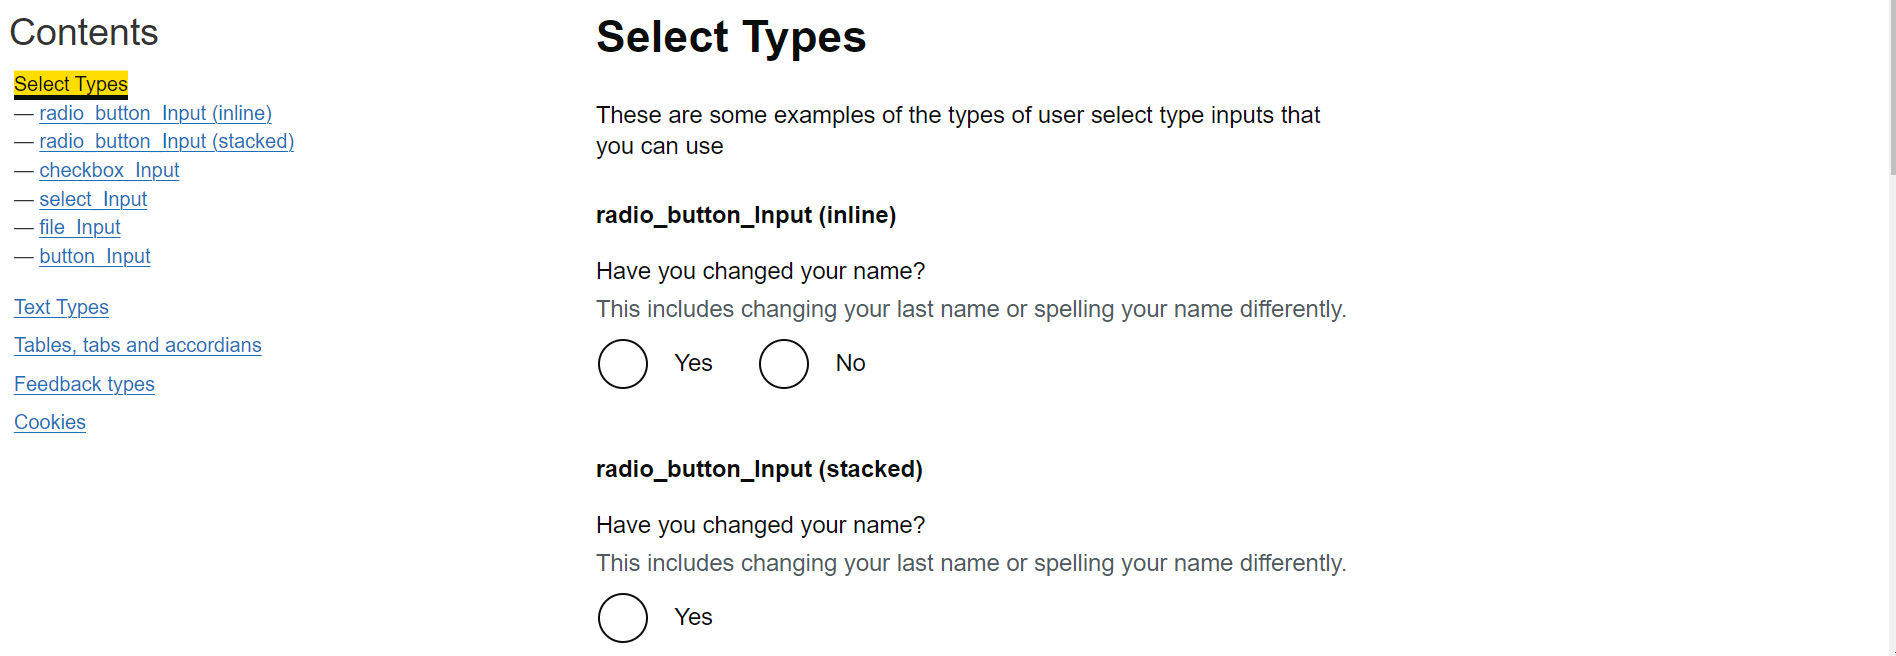 Contents
Select Types
— radio_button_Input (inline)
— radio_button_Input (stacked)
— checkbox_Input
— select_Input
— file_Input
— button_Input
Text Types
Tables, tabs and accordians
Feedback types
Cookies
Select Types
These are some examples of the types of user select type inputs that
you can use
radio_button_Input (inline)
Have you changed your name?
This includes changing your last name or spelling your name differently.
Yes No
radio_button_Input (stacked)
Have you changed your name?
This includes changing your last name or spelling your name differently.
Yes